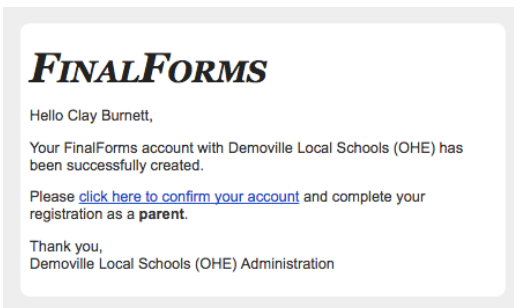 FINALFORMS
Hello Clay Burnett,
Your FinalForms account with Demoville Local Schools (OHE) has
been successfully created.
Please click here to confirm your account and complete your
registration as a parent.
Thank you,
Demoville Local Schools (OHE) Administration